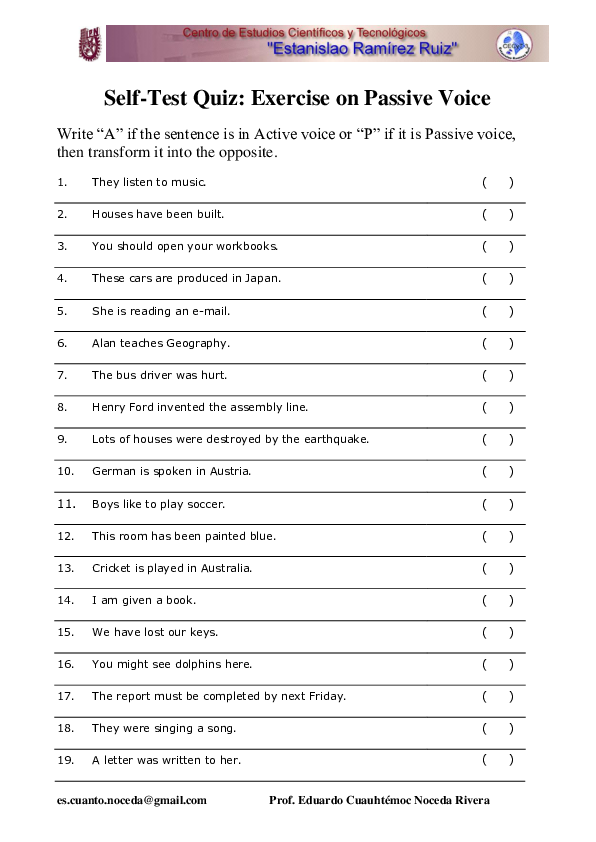 Centro de Estudios Científicos y Tecnológicos
"Estanislao Ramírez Ruiz"
Self-Test Quiz: Exercise on Passive Voice
Write “A” if the sentence is in Active voice or “P” if it is Passive voice,
then transform it into the opposite.
1. They listen to music. ( )
2. Houses have been built. ( )
3. You should open your workbooks. ( )
4. These cars are produced in Japan. ( )
5. She is reading an e-mail. ( )
6. Alan teaches Geography. ( )
7. The bus driver was hurt. ( )
8. Henry Ford invented the assembly line. ( )
9. Lots of houses were destroyed by the earthquake. ( )
10. German is spoken in Austria. ( )
11. Boys like to play soccer. ( )
12. This room has been painted blue. ( )
13. Cricket is played in Australia. ( )
14. I am given a book. ( )
15. We have lost our keys. ( )
16. You might see dolphins here. ( )
17. The report must be completed by next Friday. ( )
18. They were singing a song. ( )
19. A letter was written to her. ( )
es.cuanto.noceda@gmail.com Prof. Eduardo Cuauhtémoc Noceda Rivera